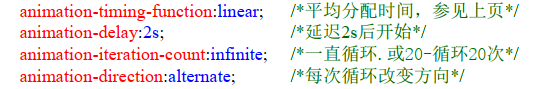 animation-timing-function:linear; /*平均分配时间，参见上页*/
animation-delay:2s; /*延迟2s后开始*/
animation-iteration-count:infinite; /*一直循环.或20-循环20次*/
animation-direction:alternate; /*每次循环改变方向*/